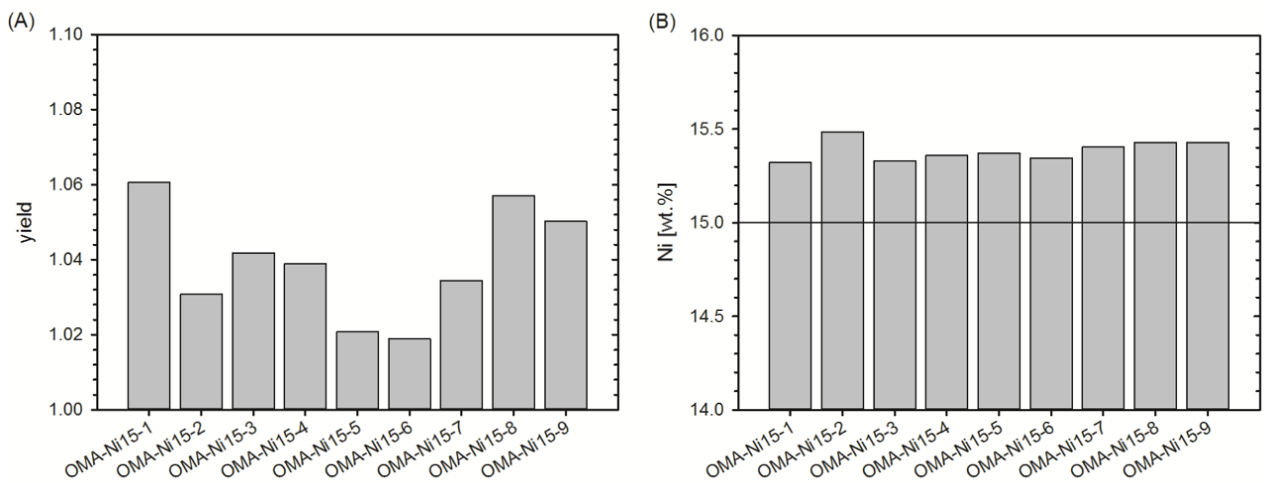 (A)
1.10
1.08
1.06
1.04
1.02
1.00
yield
OMA-Ni15-1
OMA-Ni15-2
OMA-Ni15-3
OMA-Ni15-4
OMA-Ni15-5
OMA-Ni15-6
OMA-Ni15-7
OMA-Ni15-8
OMA-Ni15-9
(B)
16.0
15.5
15.0
14.5
14.0
Ni [wt.%]
OMA-Ni15-1
OMA-Ni15-2
OMA-Ni15-3
OMA-Ni15-4
OMA-Ni15-5
OMA-Ni15-6
OMA-Ni15-7
OMA-Ni15-8
OMA-Ni15-9